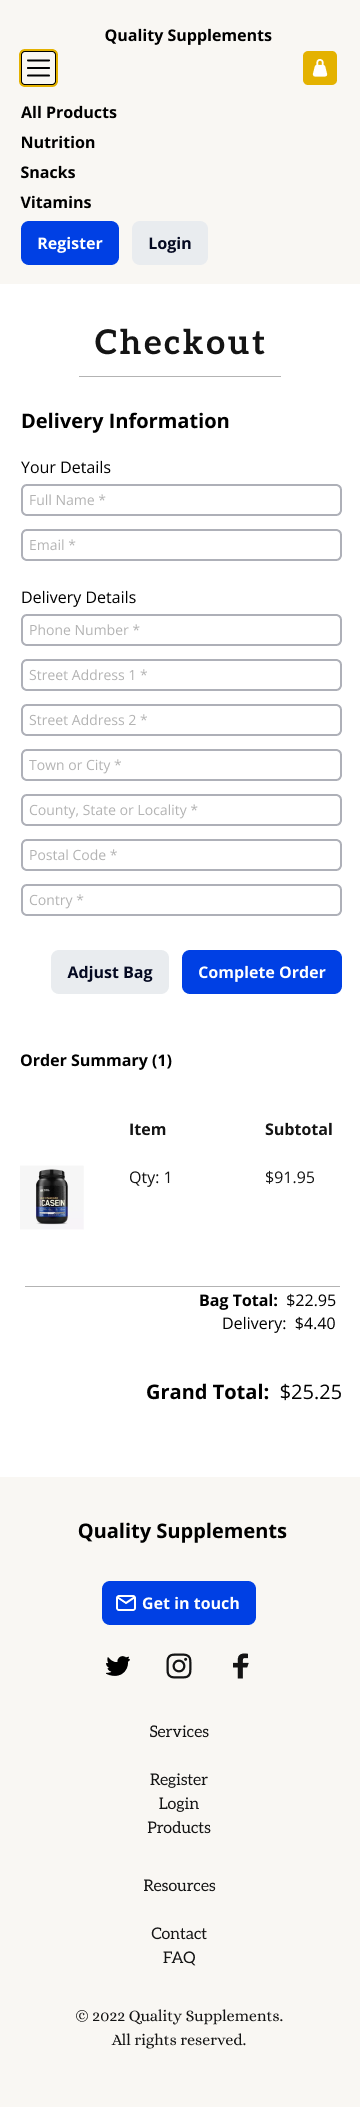 Quality Supplements
All Products
Nutrition
Snacks
Vitamins
Register
Login
Checkout
Delivery Information
Your Details
Full Name *
Email *
Delivery Details
Phone Number *
Street Address 1 *
Street Address 2 *
Town or City *
County, State or Locality *
Postal Code *
Contry *
Adjust Bag
Complete Order
Order Summary (1)
Item Subtotal
CASEIN
Qty: 1 $91.95
Bag Total: $22.95
Delivery: $4.40
Grand Total: $25.25
Quality Supplements
Get in touch
Services
Register
Login
Products
Resources
Contact
FAQ
© 2022 Quality Supplements.
All rights reserved.